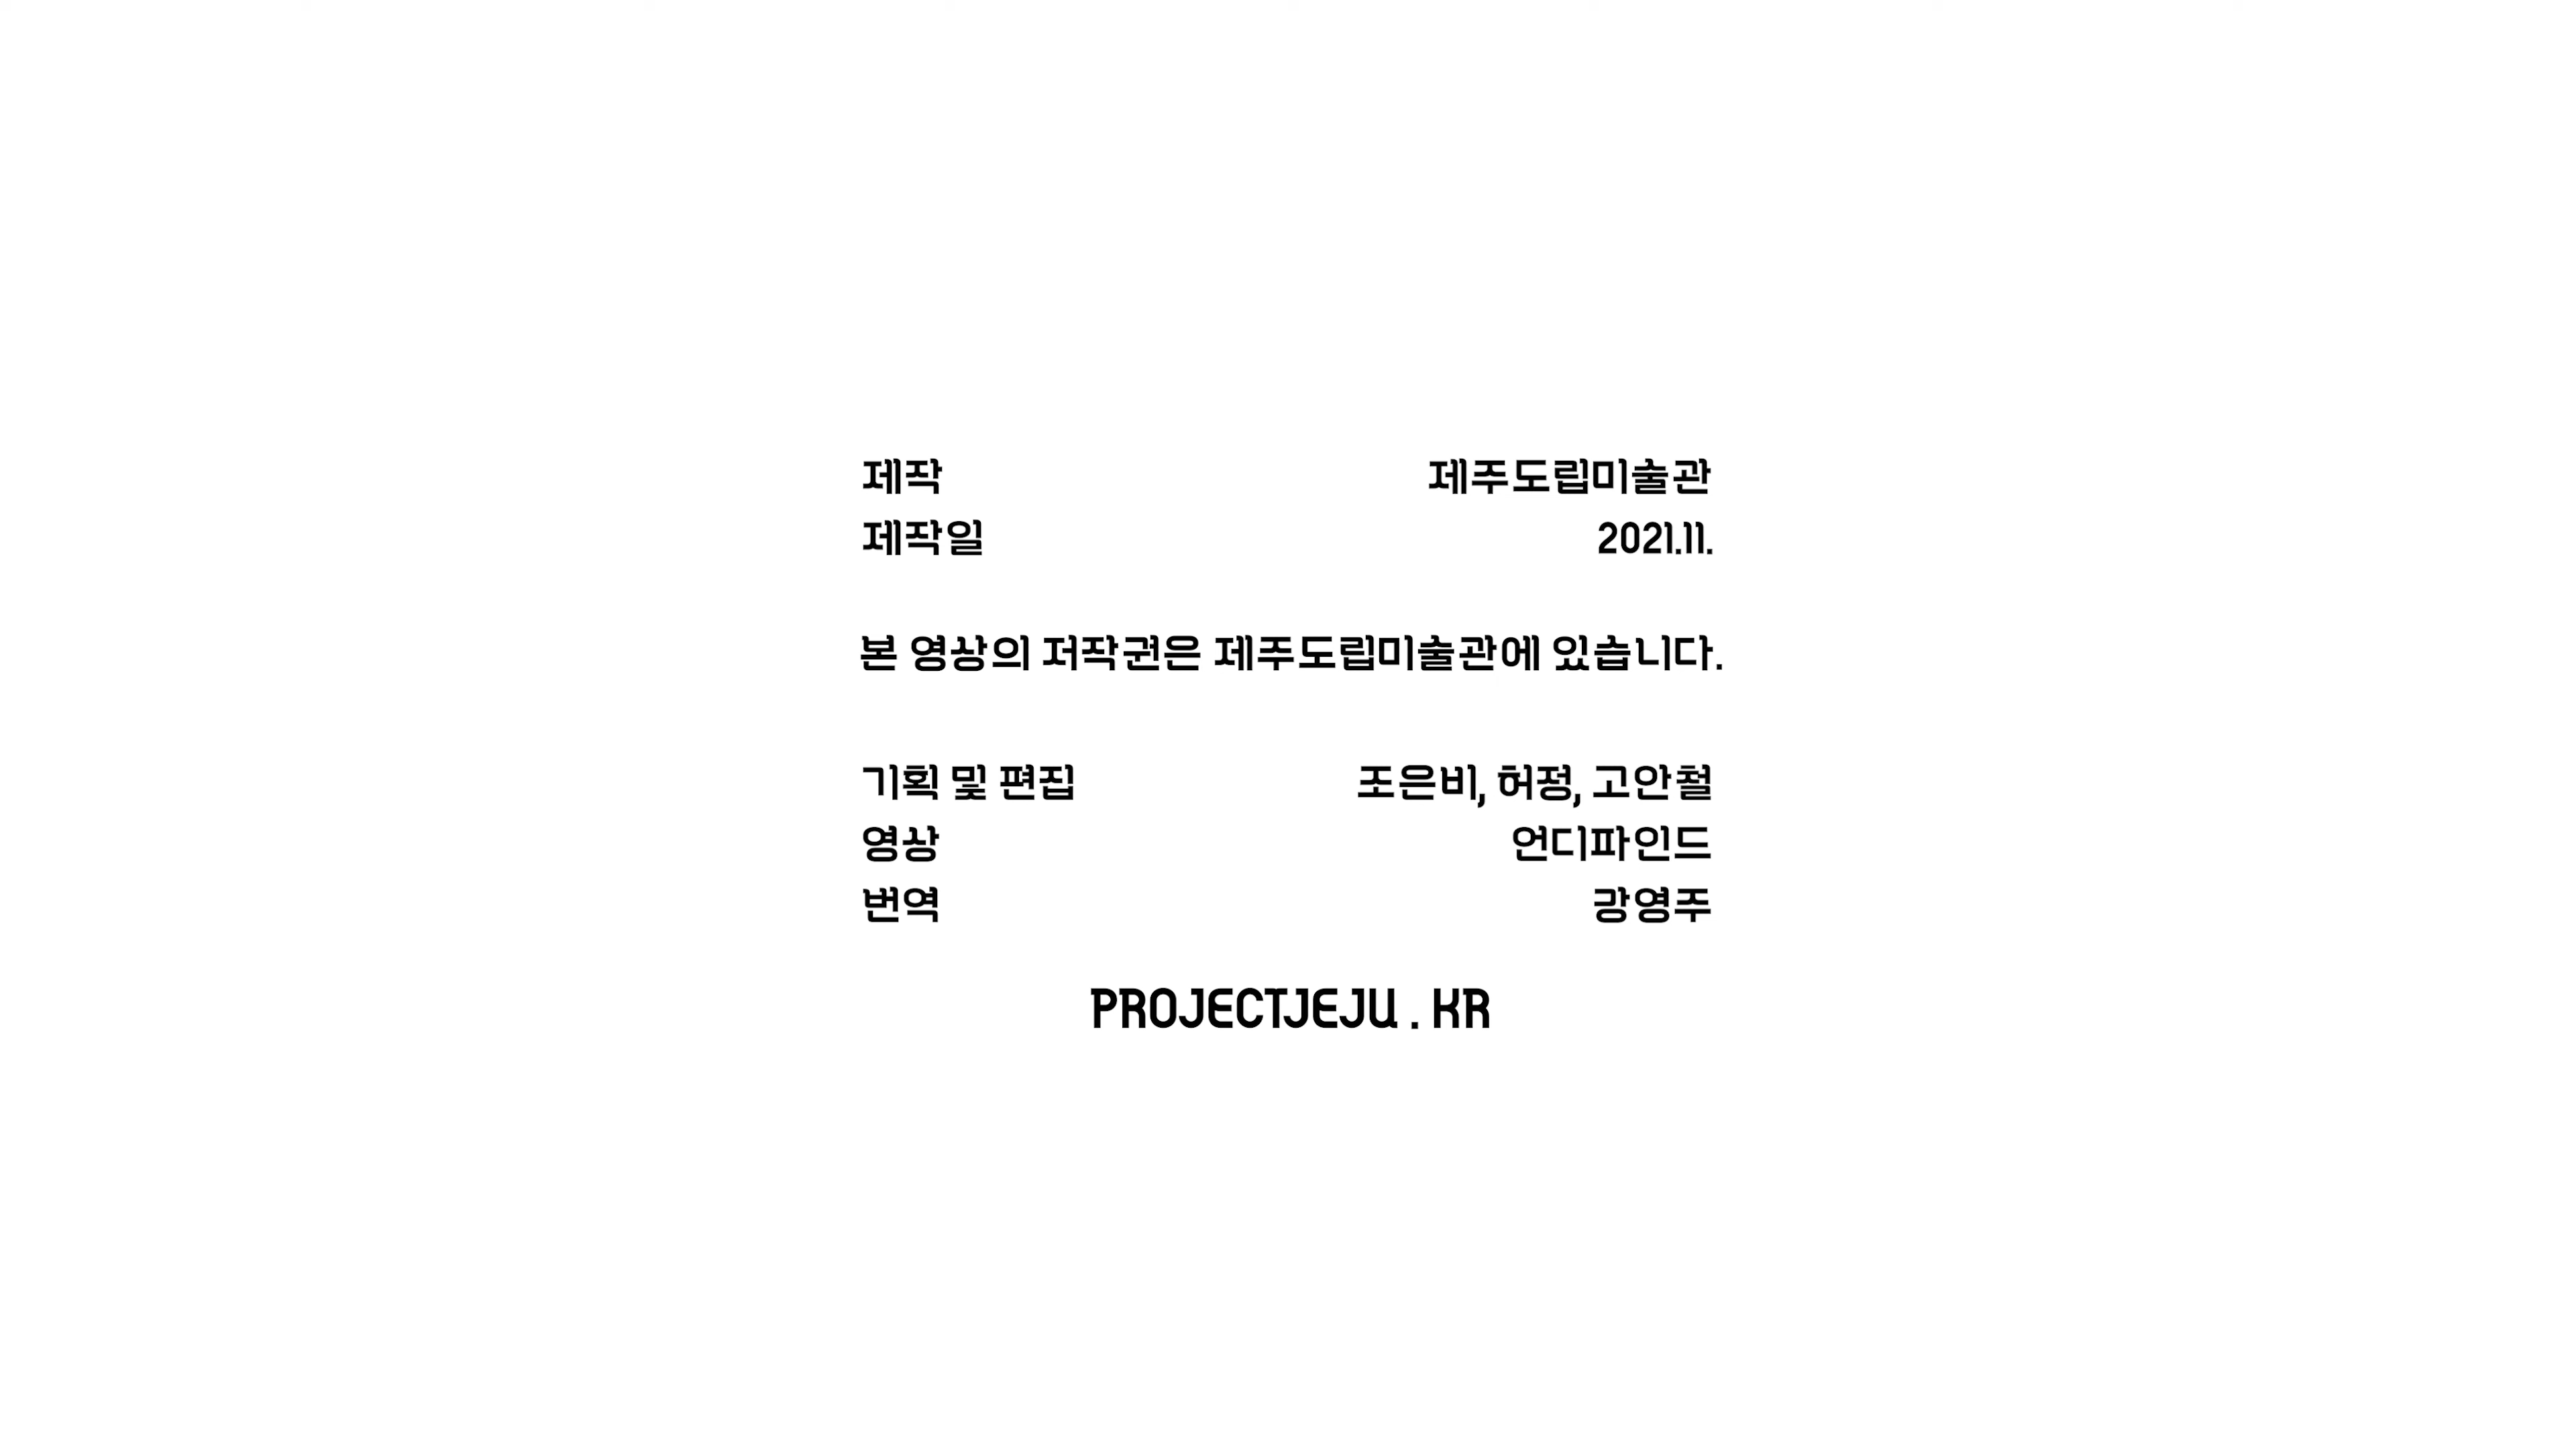 제작 제주도립미술관
제작일 2021.11.
본 영상의 저작권은 제주도립미술관에 있습니다.
기획 및 편집 조은비, 허정, 고안철
영상 언디파인드
번역 강영주
PROJECTJEJU . KR